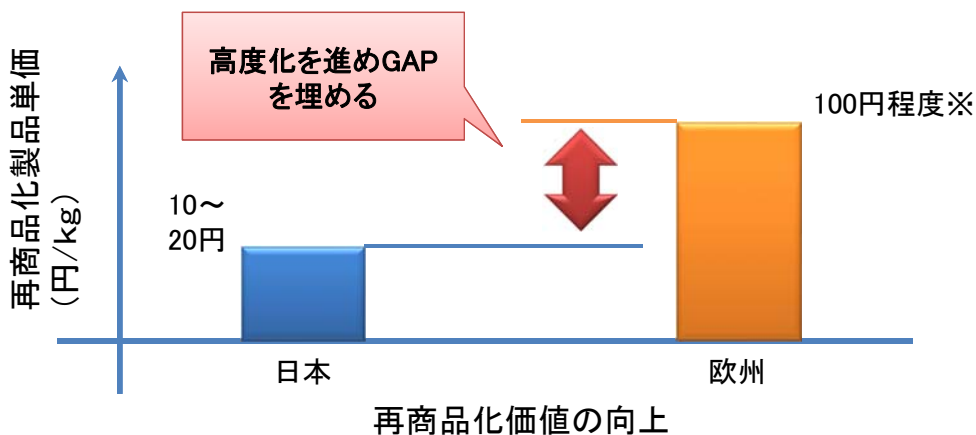 高度化を進めGAP
を埋める
再商品化製品単価
(円/kg)
100円程度※
10～
20円
日本
欧州
再商品化価値の向上